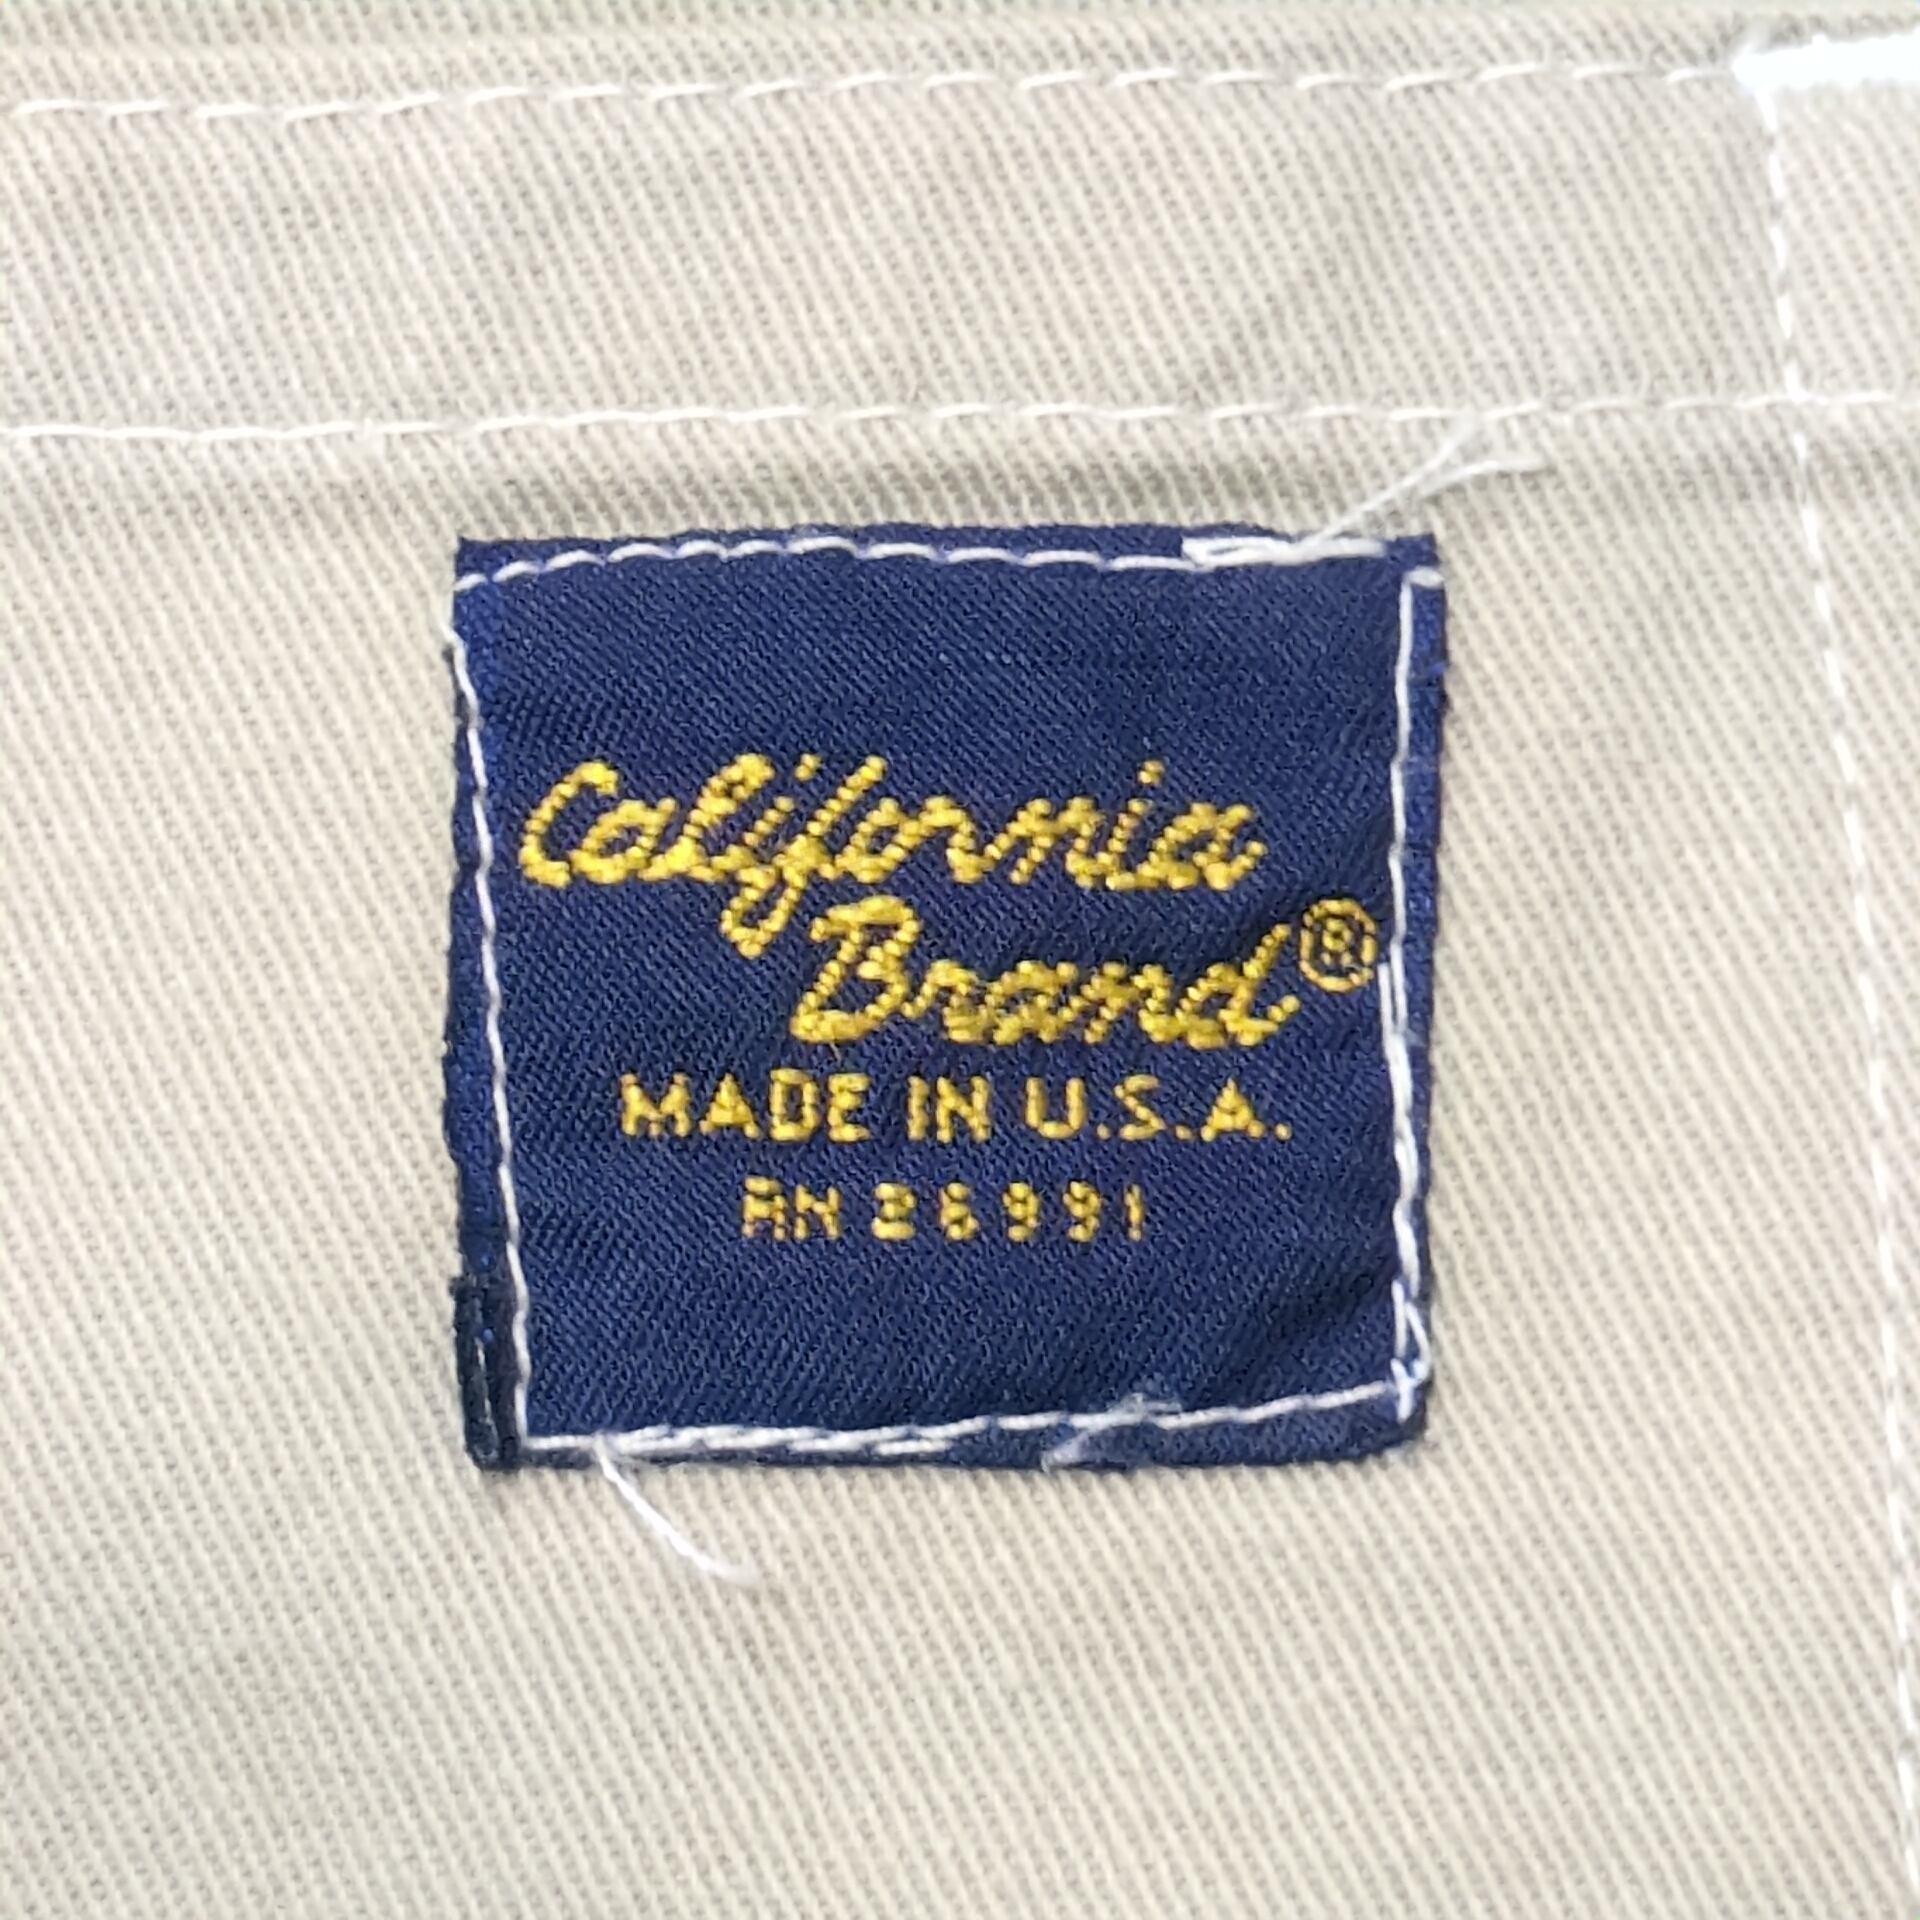 California
Brand®
MADE IN U.S.A.
RN 26991